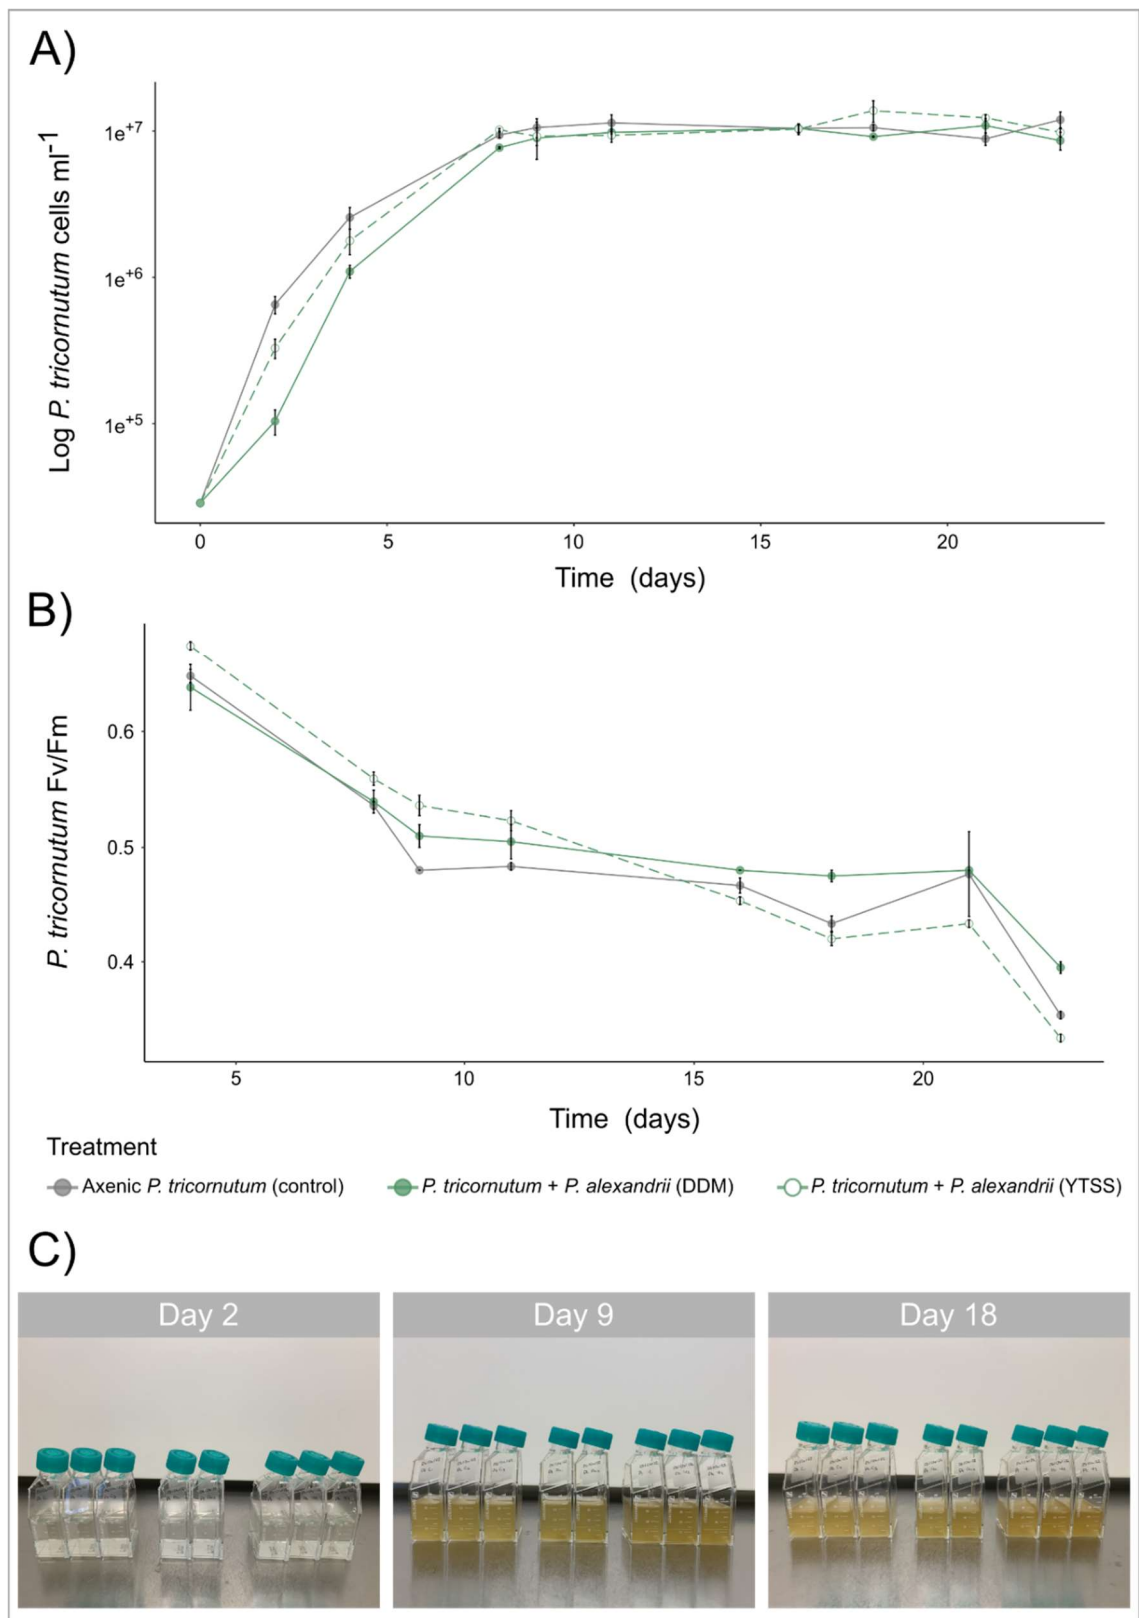 A)
Log P. tricornutum cells ml-1
1e+7
1e+6
1e+5
0 5 10 15 20
Time (days)
B)
P. tricornutum Fv/Fm
0.6
0.5
0.4
5 10 15 20
Time (days)
Treatment
Axenic P. tricornutum (control) P. tricornutum + P. alexandrii (DDM) P. tricornutum + P. alexandrii (YTSS)
C)
Day 2 Day 9 Day 18